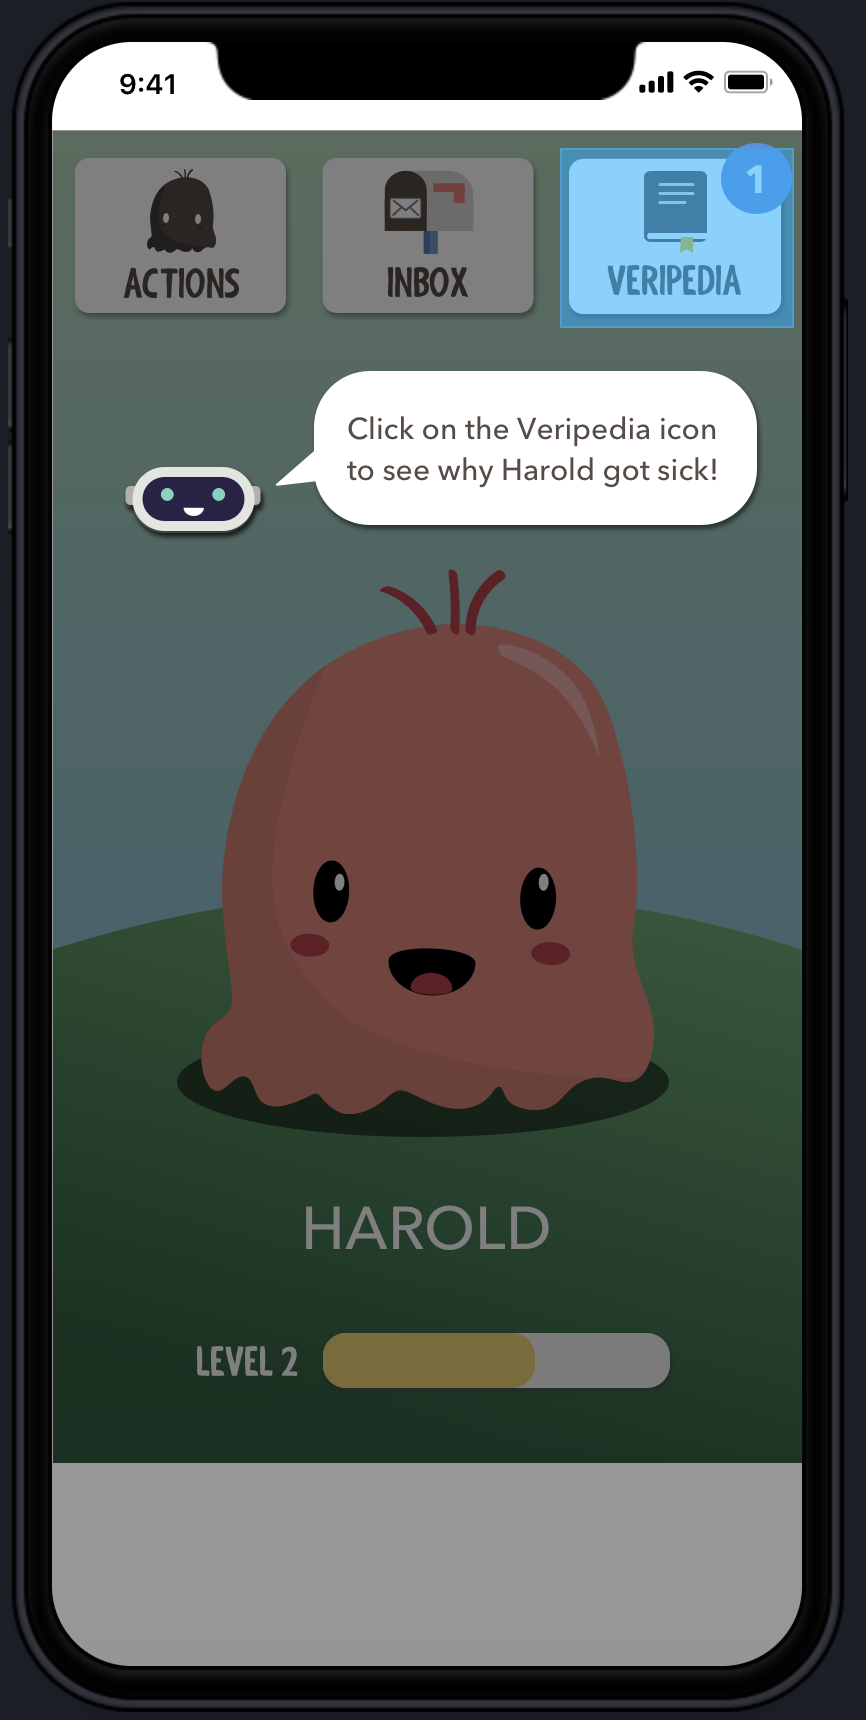 9:41
ACTIONS
INBOX
VERIPEDIA
1
Click on the Veripedia icon
to see why Harold got sick!
HAROLD
LEVEL 2